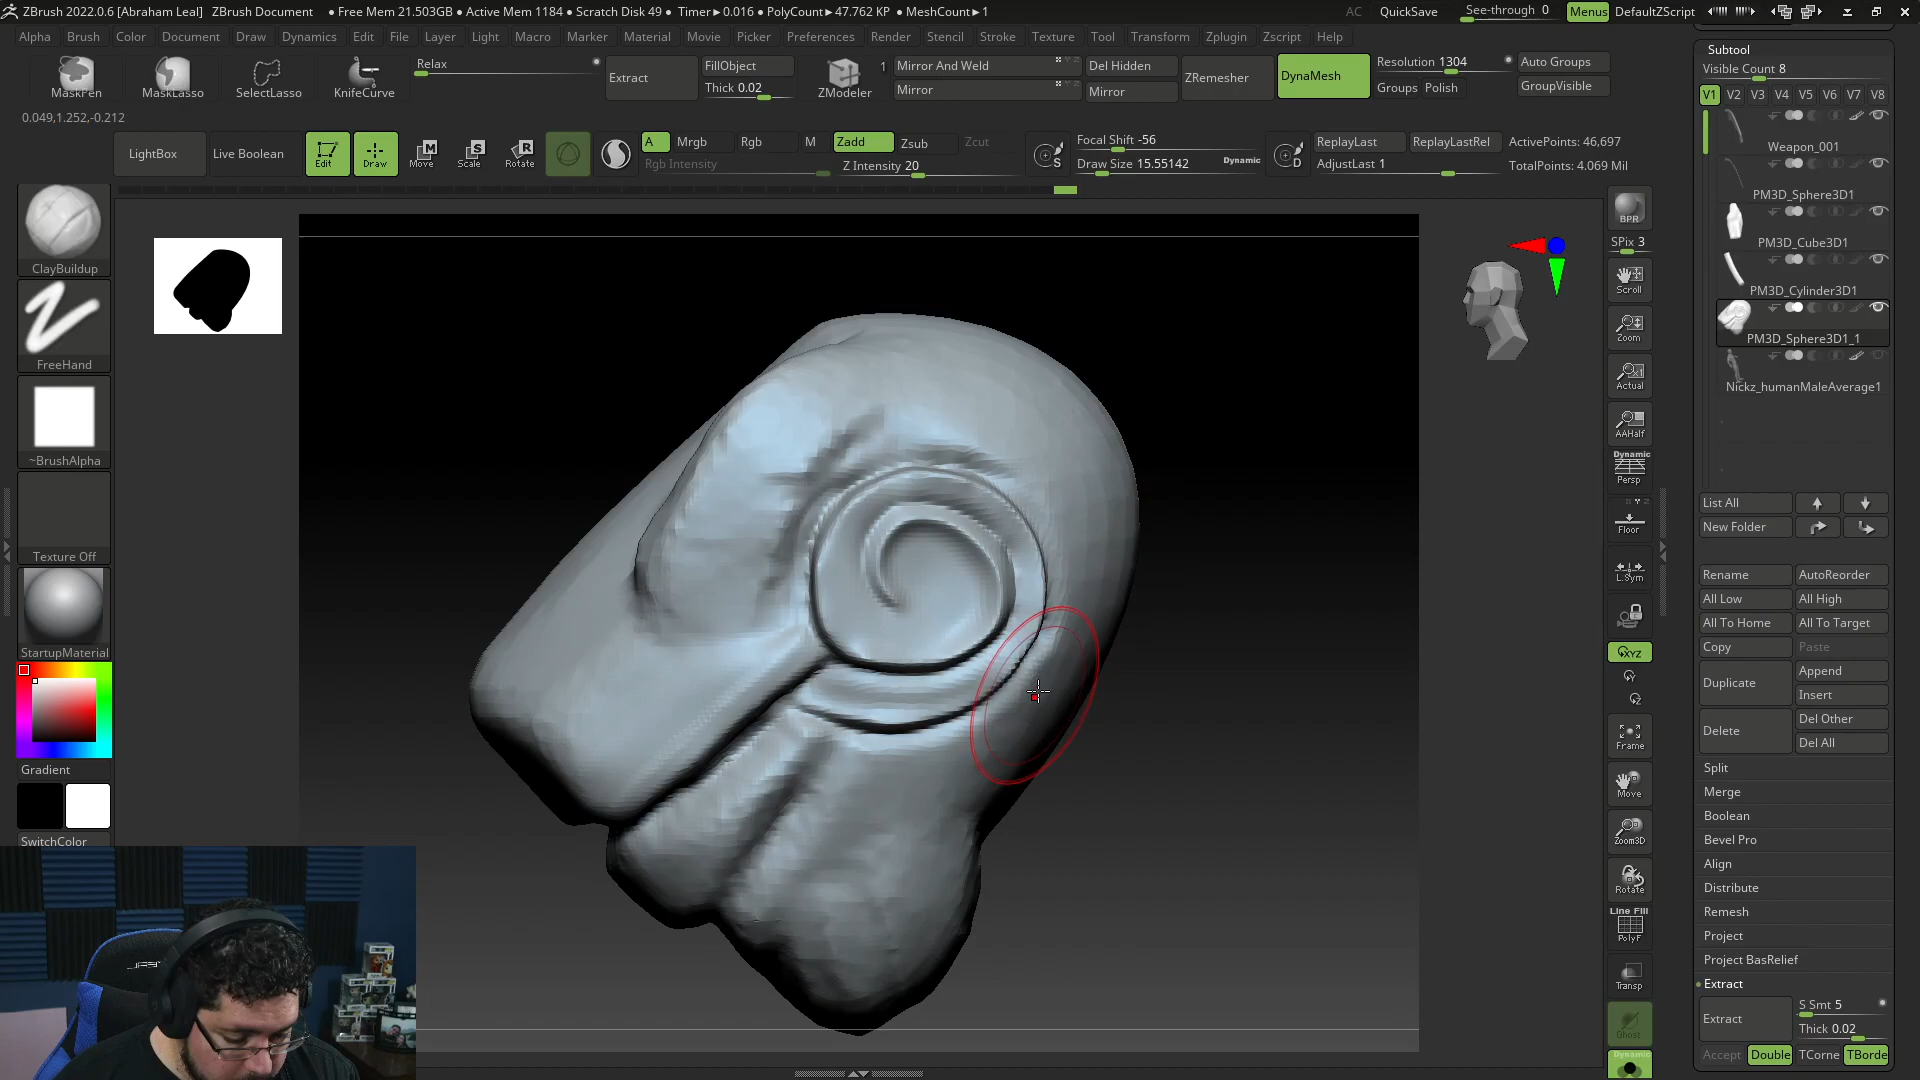 ZBrush 2022.0.6 [Abraham Leal] ZBrush Document ● Free Mem 21.503GB ● Active Mem 1184 ● Scratch Disk 49 ● Timer►0.016 ● PolyCount►47.762 KP ● MeshCount►1
AC QuickSave See-through 0 Menus DefaultZScript
Alpha Brush Color Document Draw Dynamics Edit File Layer Light Macro Marker Material Movie Picker Preferences Render Stencil Stroke Texture Tool Transform Zplugin Zscript Help
MaskPen MaskLasso SelectLasso KnifeCurve
Relax
Extract FillObject
Thick 0.02
ZModeler 1
Mirror And Weld
Mirror
Del Hidden
Mirror
ZRemesher
DynaMesh
Resolution 1304
Groups Polish
Auto Groups
GroupVisible
0.049,1.252,-0.212
LightBox Live Boolean Edit Draw Move Scale Rotate
A Mrgb Rgb M
Rgb Intensity
Zadd Zsub Zcut
Z Intensity 20
S Focal Shift -56
Draw Size 15.55142 Dynamic
D ReplayLast ReplayLastRel
AdjustLast 1
ActivePoints: 46,697
TotalPoints: 4.069 Mil
ClayBuildup
FreeHand
~BrushAlpha
Texture Off
StartupMaterial
Gradient
SwitchColor
BPR
SPix 3
Scroll
Zoom
Actual
AAHalf
Dynamic
Persp
Floor
L.Sym
XYZ
Frame
Move
Zoom3D
Rotate
Line Fill
PolyF
Transp
Ghost
Dynamic
Subtool
Visible Count 8
V1 V2 V3 V4 V5 V6 V7 V8
Weapon_001
PM3D_Sphere3D1
PM3D_Cube3D1
PM3D_Cylinder3D1
PM3D_Sphere3D1_1
Nickz_humanMaleAverage1
List All
New Folder
Rename AutoReorder
All Low All High
All To Home All To Target
Copy Paste
Duplicate Append
Insert
Delete Del Other
Del All
Split
Merge
Boolean
Bevel Pro
Align
Distribute
Remesh
Project
Project BasRelief
Extract
Extract S Smt 5
Thick 0.02
Accept Double TCorne TBorde